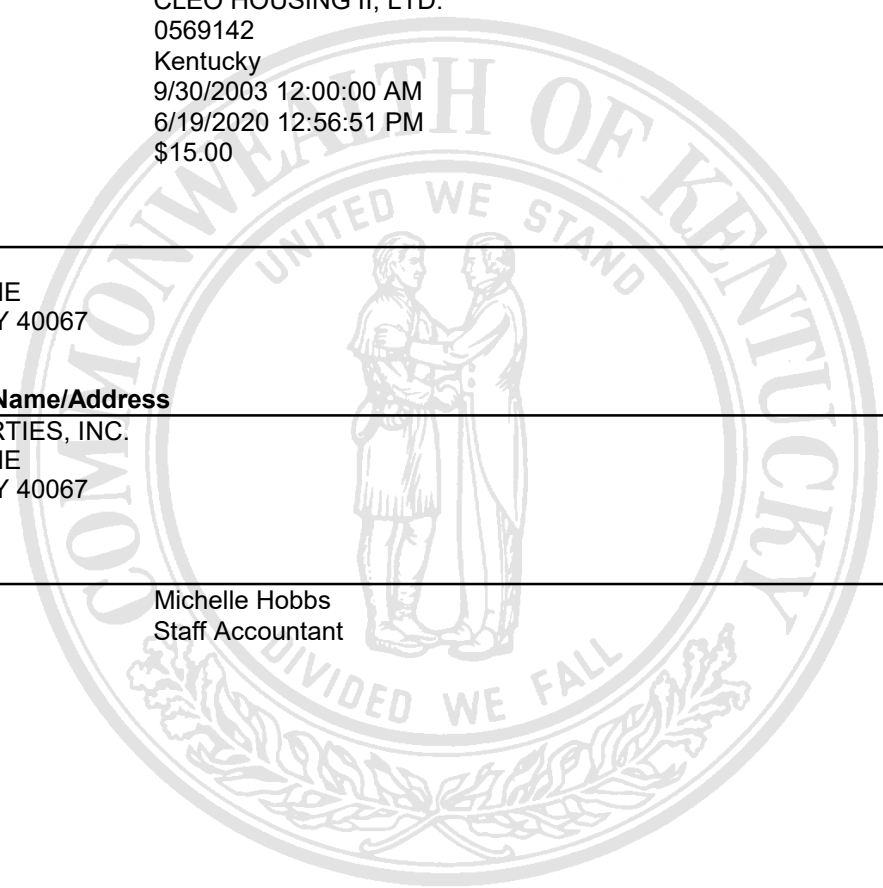 CLEO HOUSING II, LTD.
0569142
Kentucky
9/30/2003 12:00:00 AM
6/19/2020 12:56:51 PM
$15.00
COMMONWEALTH OF KENTUCKY
UNITED WE STAND
NE
Y 40067
Name/Address
RTIES, INC.
NE
Y 40067
Michelle Hobbs
Staff Accountant
DIVIDED WE FALL